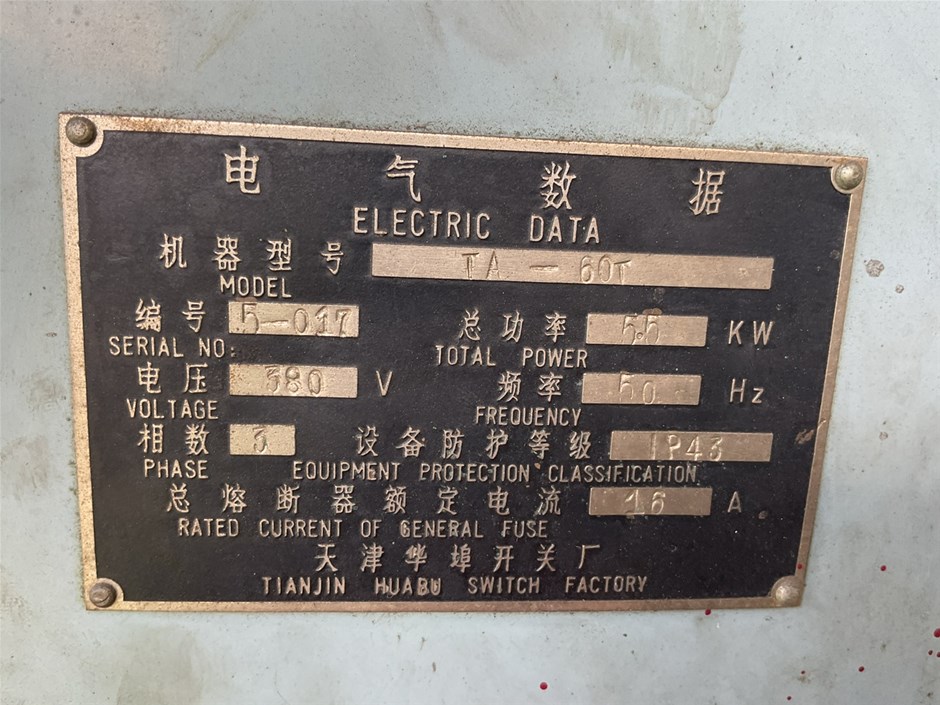 电气数据
ELECTRIC DATA
机器型号 TA-60T
MODEL
编号 5-017 总功率 55 KW
SERIAL NO: TOTAL POWER
电压 380 V 频率 50 Hz
VOLTAGE FREQUENCY
相数 3 设备防护等级 IP43
PHASE EQUIPMENT PROTECTION CLASSIFICATION
总熔断器额定电流 16 A
RATED CURRENT OF GENERAL FUSE
天津华埠开关厂
TIANJIN HUABU SWITCH FACTORY